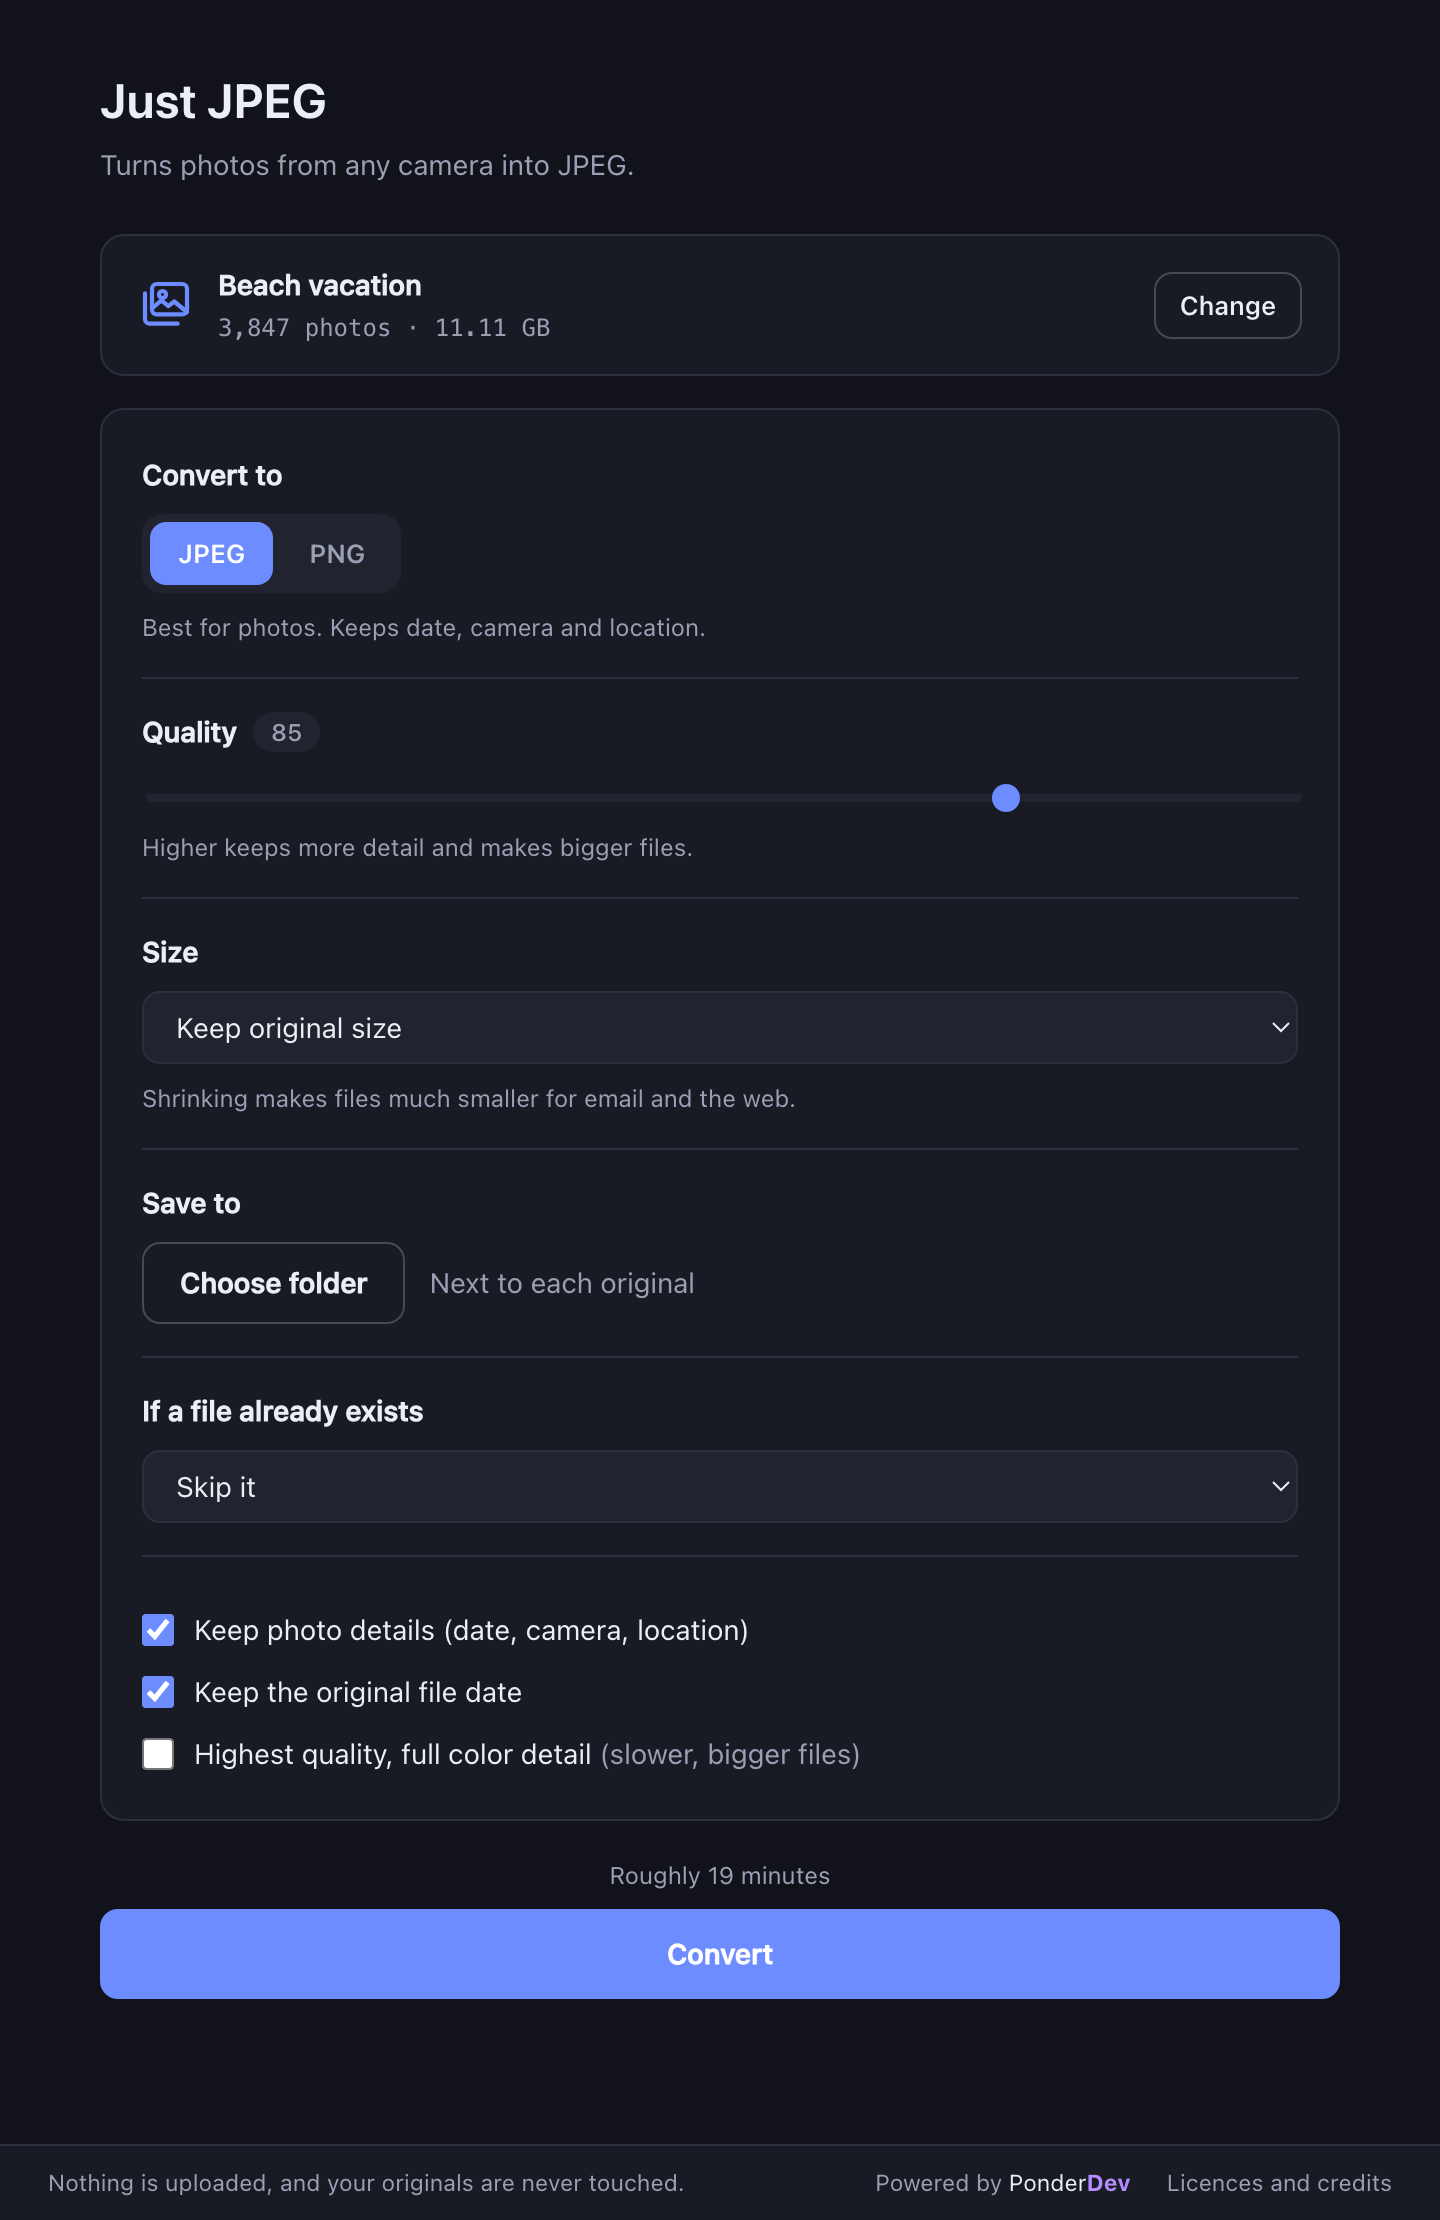 Just JPEG
Turns photos from any camera into JPEG.
Beach vacation
3,847 photos · 11.11 GB
Change
Convert to
JPEG PNG
Best for photos. Keeps date, camera and location.
Quality 85
Higher keeps more detail and makes bigger files.
Size
Keep original size
Shrinking makes files much smaller for email and the web.
Save to
Choose folder Next to each original
If a file already exists
Skip it
Keep photo details (date, camera, location)
Keep the original file date
Highest quality, full color detail (slower, bigger files)
Roughly 19 minutes
Convert
Nothing is uploaded, and your originals are never touched. Powered by PonderDev Licences and credits